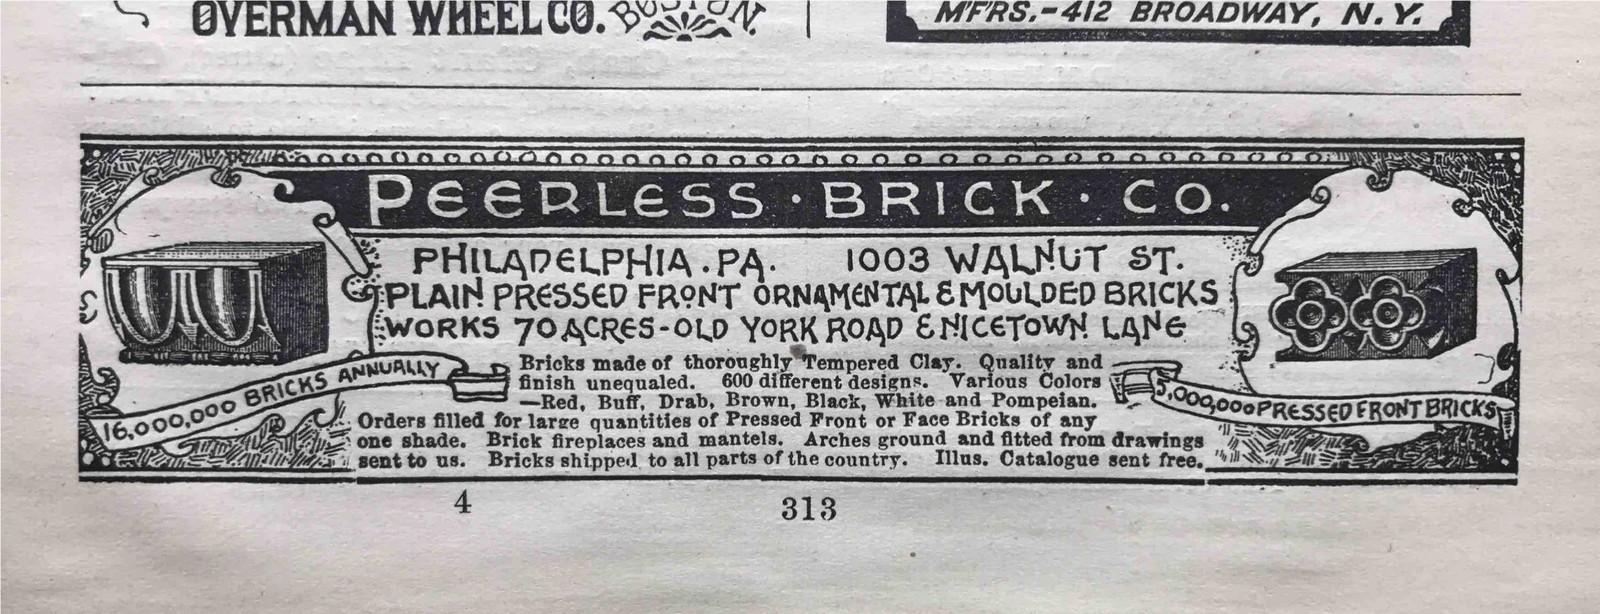 OVERMAN WHEEL CO. BOSTON.
M'F'RS.-412 BROADWAY, N.Y.
PEERLESS · BRICK · CO.
PHILADELPHIA. PA. 1003 WALNUT ST.
PLAIN PRESSED FRONT ORNAMENTAL & MOULDED BRICKS
WORKS 70 ACRES-OLD YORK ROAD & NICETOWN LANE
16,000,000 BRICKS ANNUALLY
Bricks made of thoroughly Tempered Clay. Quality and
finish unequaled. 600 different designs. Various Colors
—Red, Buff, Drab, Brown, Black, White and Pompeian.
5,000,000 PRESSED FRONT BRICKS
Orders filled for large quantities of Pressed Front or Face Bricks of any
one shade. Brick fireplaces and mantels. Arches ground and fitted from drawings
sent to us. Bricks shipped to all parts of the country. Illus. Catalogue sent free.
4 313